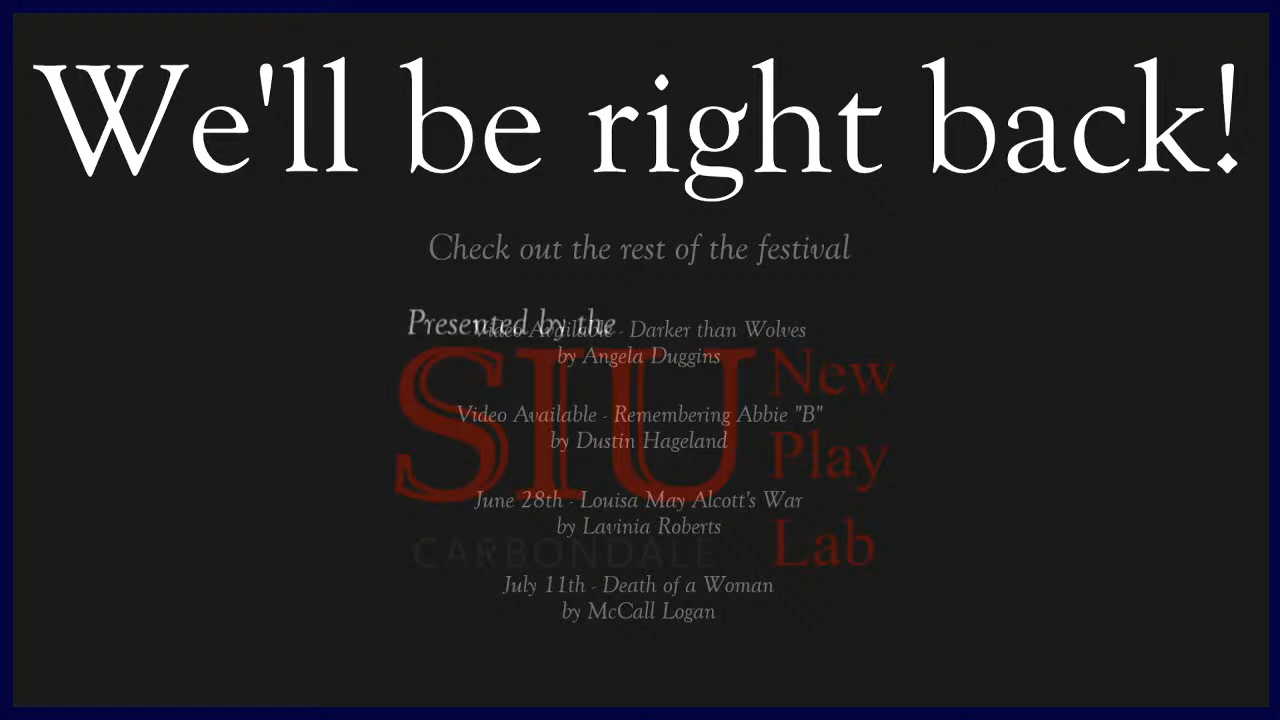 We'll be right back!
Check out the rest of the festival
Presented by the
Video Available - Darker than Wolves
by Angela Duggins
SIU New
Play
Lab
CARBONDALE
Video Available - Remembering Abbie "B"
by Dustin Hageland
June 28th - Louisa May Alcott's War
by Lavinia Roberts
July 11th - Death of a Woman
by McCall Logan